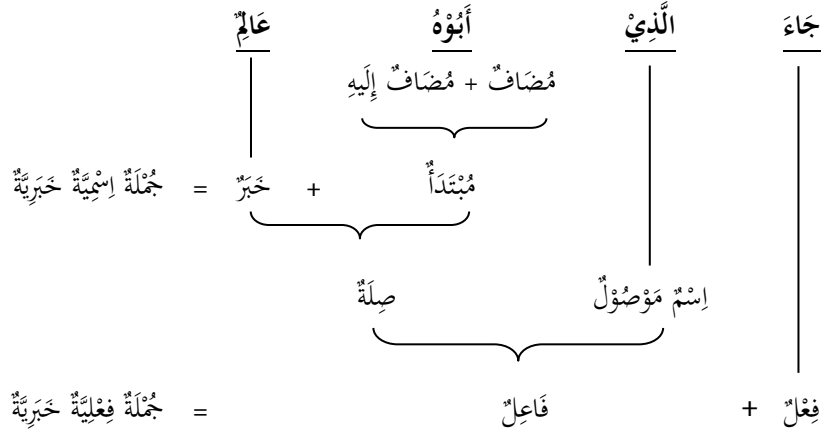 جَاءَ الَّذِيْ أَبُوْهُ عَالِمٌ
مُضَافٌ + مُضَافٌ إِلَيهِ
مُبْتَدَأٌ + خَبَرٌ = جُمْلَةٌ اِسْمِيَّةٌ خَبَرِيَّةٌ
اِسْمٌ مَوْصُوْلٌ صِلَةٌ
فِعْلٌ + فَاعِلٌ = جُمْلَةٌ فِعْلِيَّةٌ خَبَرِيَّةٌ